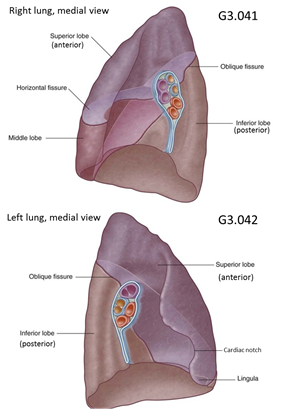 Right lung, medial view
G3.041
Superior lobe
(anterior)
Oblique fissure
Horizontal fissure
Middle lobe
Inferior lobe
(posterior)
Left lung, medial view
G3.042
Superior lobe
(anterior)
Oblique fissure
Inferior lobe
(posterior)
Cardiac notch
Lingula